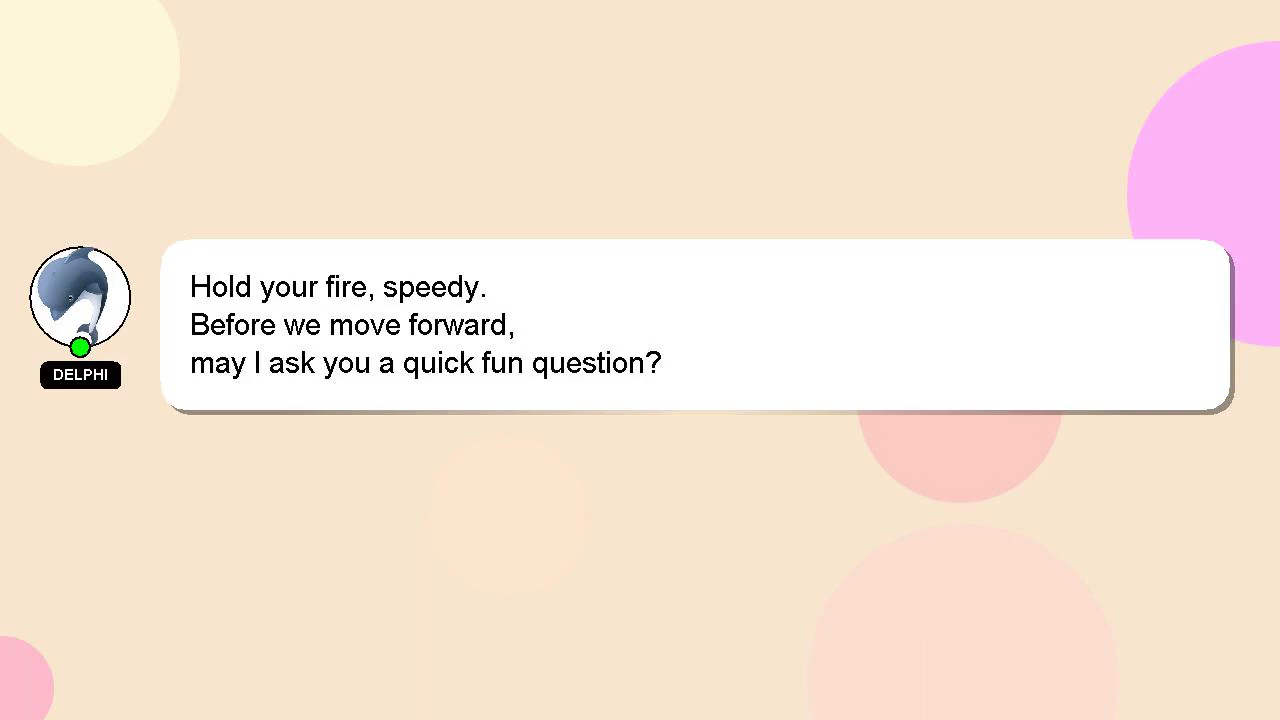 Hold your fire, speedy.
Before we move forward,
may I ask you a quick fun question?
DELPHI